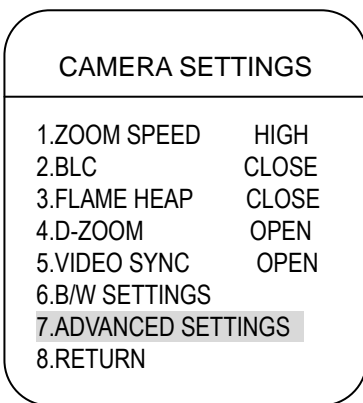 CAMERA SETTINGS
1.ZOOM SPEED HIGH
2.BLC CLOSE
3.FLAME HEAP CLOSE
4.D-ZOOM OPEN
5.VIDEO SYNC OPEN
6.B/W SETTINGS
7.ADVANCED SETTINGS
8.RETURN